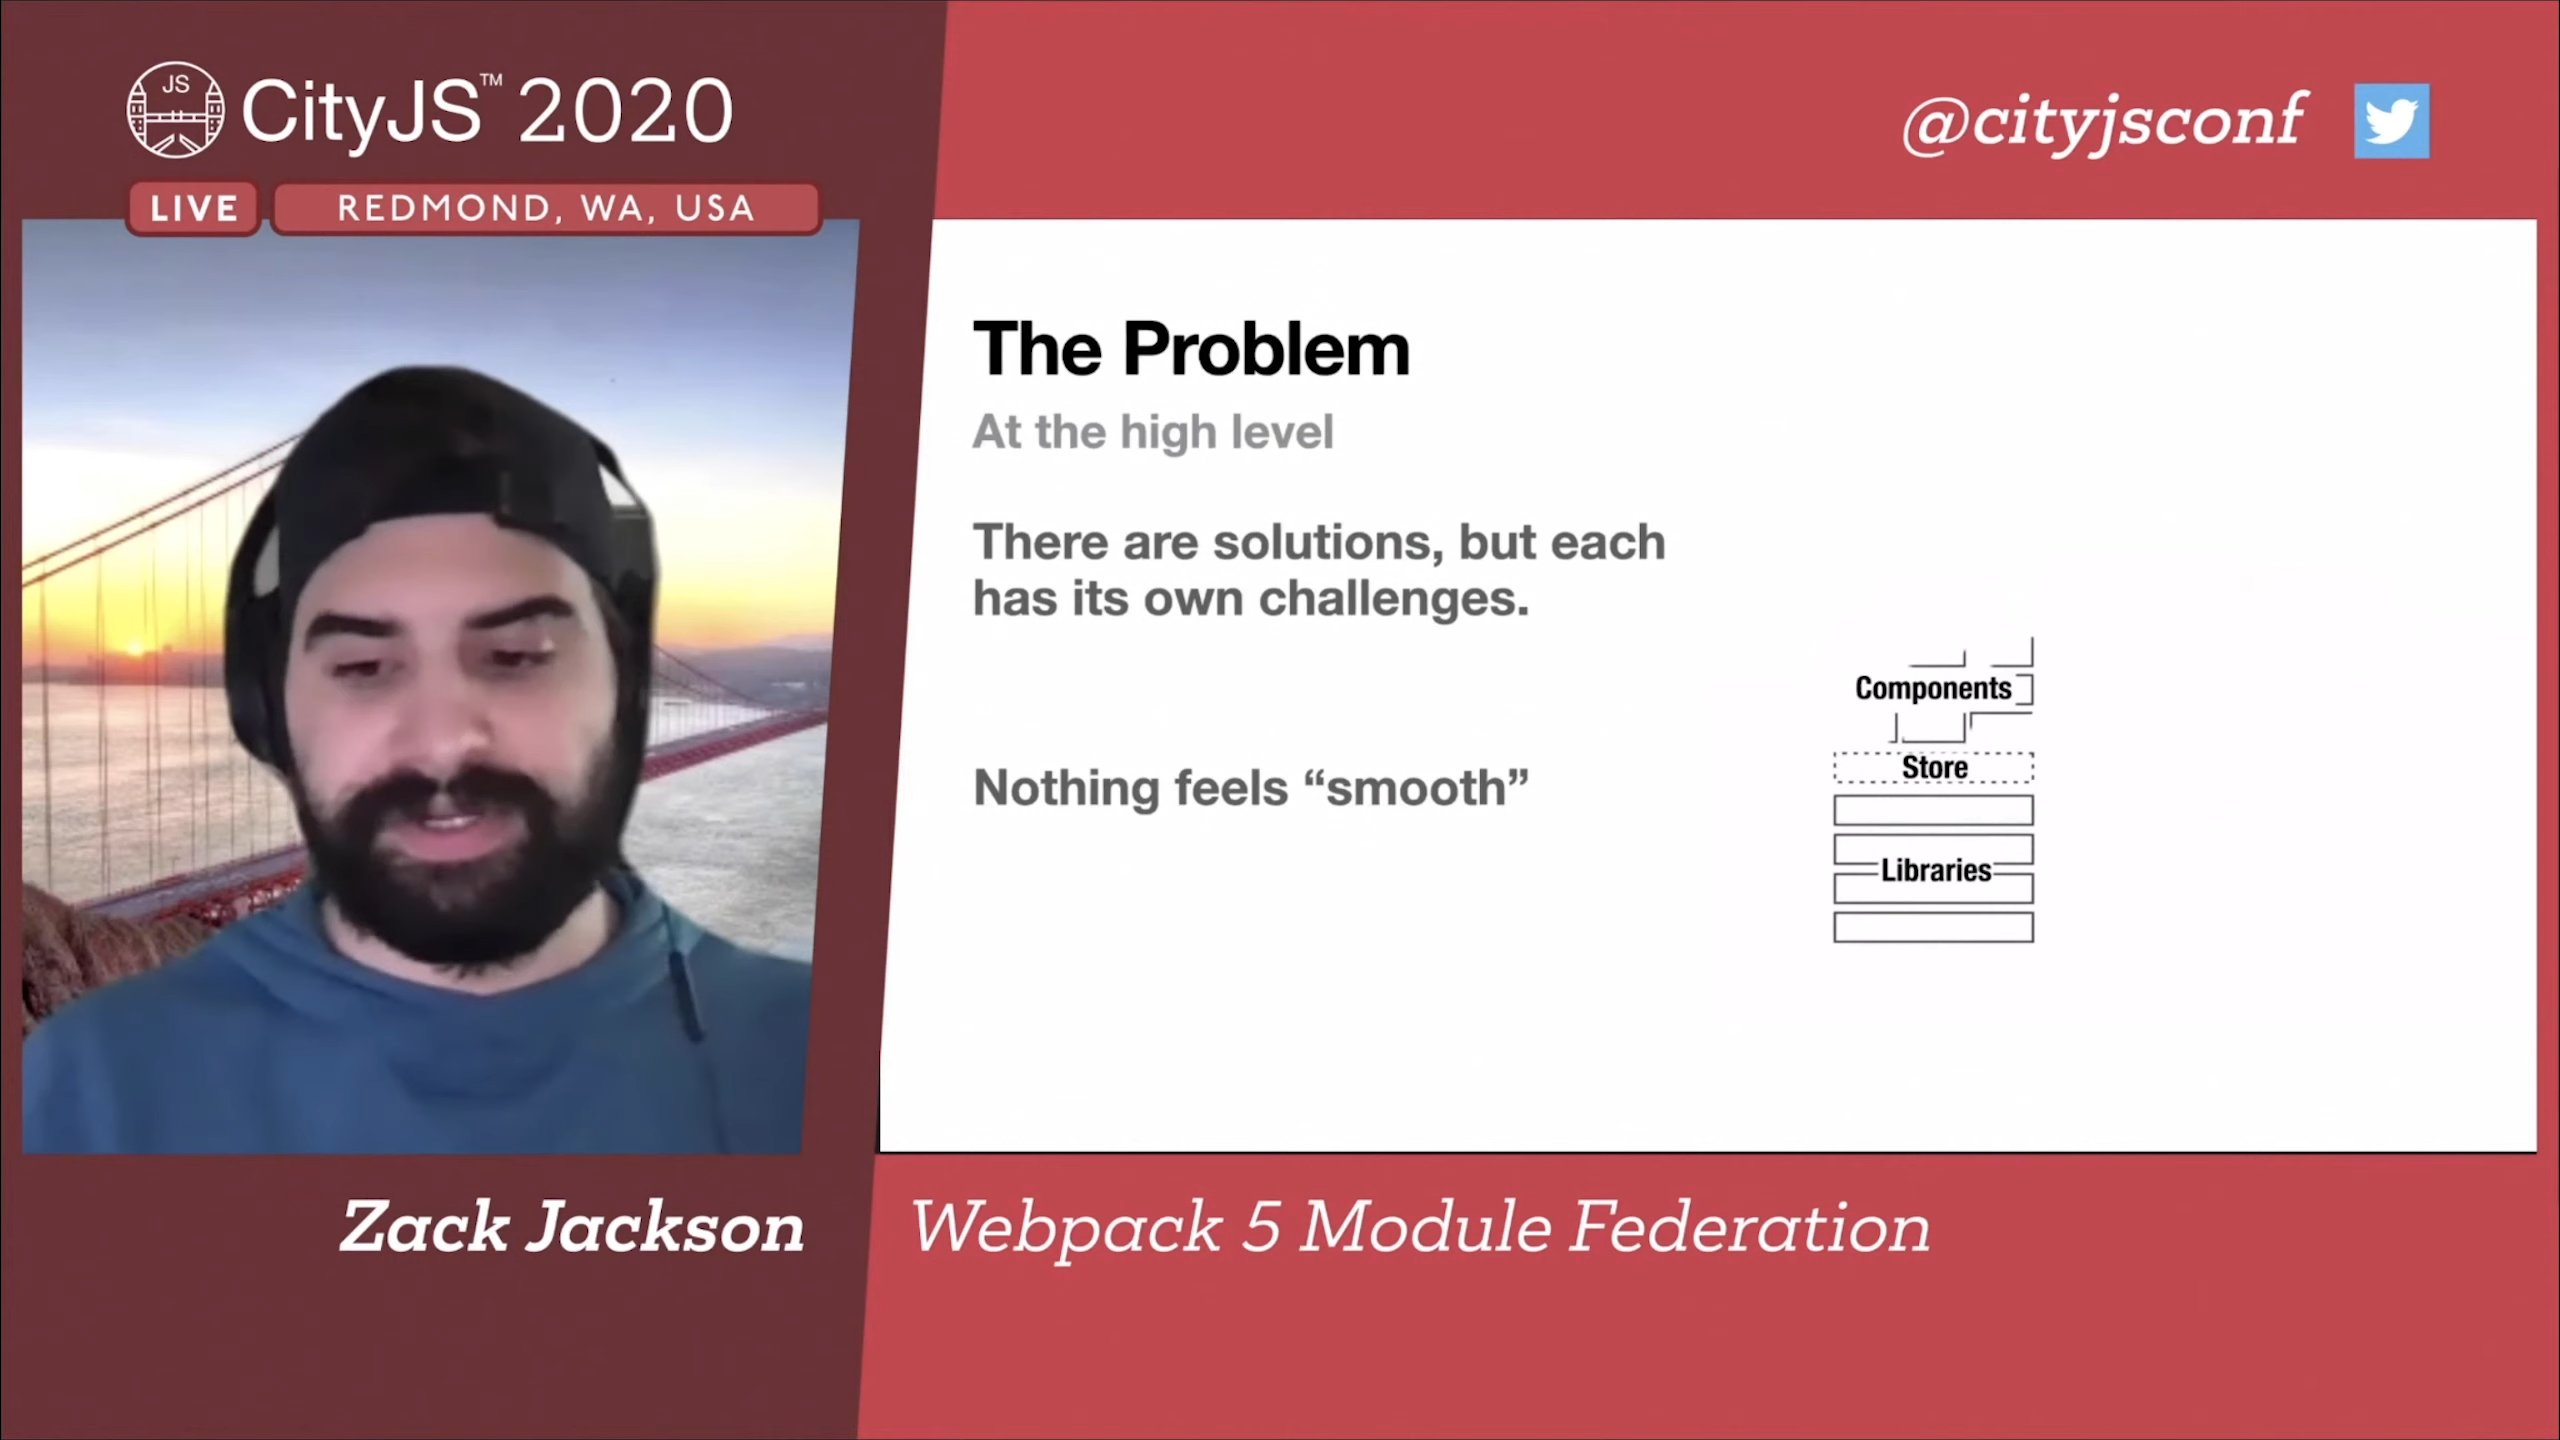 JS
CityJS™ 2020
@cityjsconf
LIVE
REDMOND, WA, USA
The Problem
At the high level
There are solutions, but each
has its own challenges.
Nothing feels “smooth”
Components
Store
Libraries
Zack Jackson
Webpack 5 Module Federation